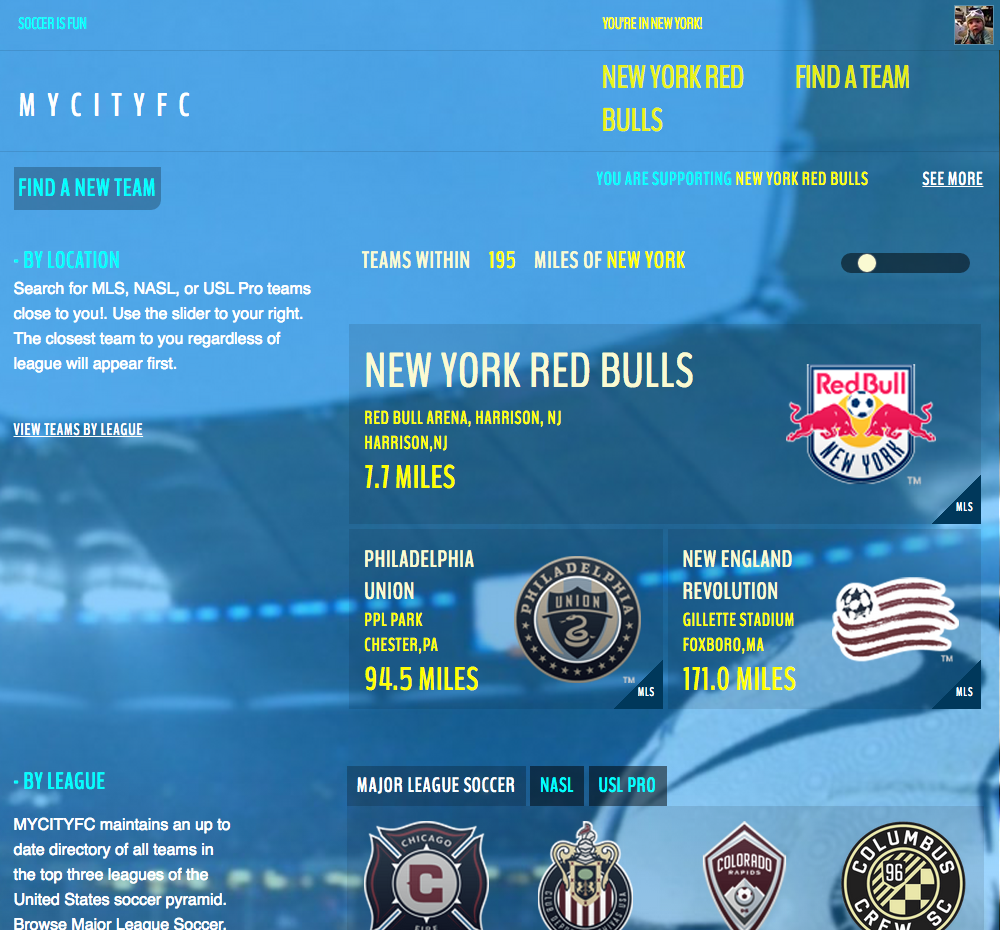 SOCCER IS FUN
YOU'RE IN NEW YORK!
MYCITYFC
NEW YORK RED
BULLS
FIND A TEAM
FIND A NEW TEAM
YOU ARE SUPPORTING NEW YORK RED BULLS
SEE MORE
- BY LOCATION
Search for MLS, NASL, or USL Pro teams
close to you!. Use the slider to your right.
The closest team to you regardless of
league will appear first.
VIEW TEAMS BY LEAGUE
TEAMS WITHIN 195 MILES OF NEW YORK
NEW YORK RED BULLS
RED BULL ARENA, HARRISON, NJ
HARRISON,NJ
7.7 MILES
Red Bull
NEW YORK
TM
MLS
PHILADELPHIA
UNION
PPL PARK
CHESTER,PA
94.5 MILES
PHILADELPHIA
UNION
TM
MLS
NEW ENGLAND
REVOLUTION
GILLETTE STADIUM
FOXBORO,MA
171.0 MILES
TM
MLS
- BY LEAGUE
MYCITYFC maintains an up to
date directory of all teams in
the top three leagues of the
United States soccer pyramid.
Browse Major League Soccer,
MAJOR LEAGUE SOCCER
NASL
USL PRO
CHICAGO
C
FIRE
COLORADO
RAPIDS
COLUMBUS
96
CREW SC